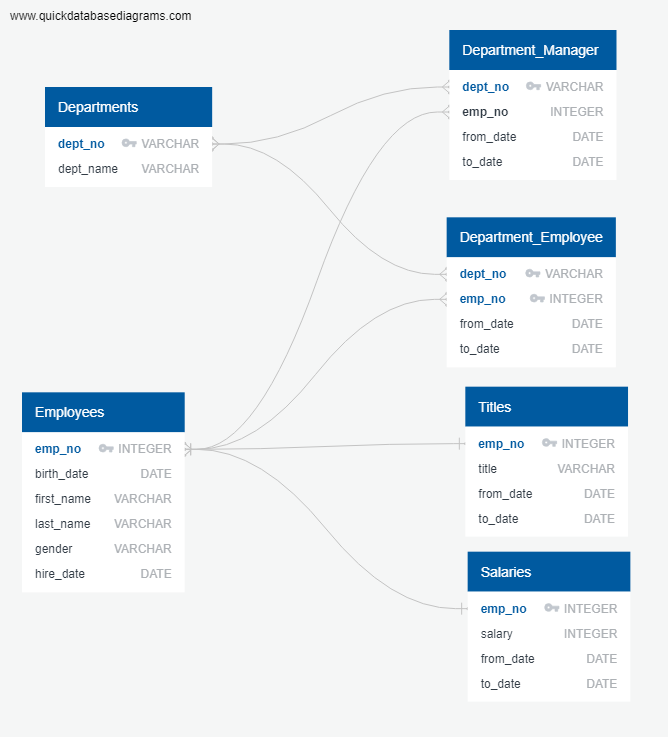 www.quickdatabasediagrams.com
Departments
dept_no VARCHAR
dept_name VARCHAR
Department_Manager
dept_no VARCHAR
emp_no INTEGER
from_date DATE
to_date DATE
Department_Employee
dept_no VARCHAR
emp_no INTEGER
from_date DATE
to_date DATE
Employees
emp_no INTEGER
birth_date DATE
first_name VARCHAR
last_name VARCHAR
gender VARCHAR
hire_date DATE
Titles
emp_no INTEGER
title VARCHAR
from_date DATE
to_date DATE
Salaries
emp_no INTEGER
salary INTEGER
from_date DATE
to_date DATE